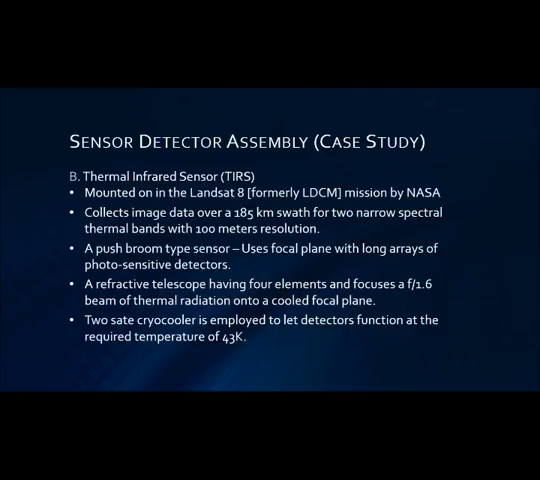 SENSOR DETECTOR ASSEMBLY (CASE STUDY)
B. Thermal Infrared Sensor (TIRS)
• Mounted on in the Landsat 8 [formerly LDCM] mission by NASA
• Collects image data over a 185 km swath for two narrow spectral
thermal bands with 100 meters resolution.
• A push broom type sensor – Uses focal plane with long arrays of
photo-sensitive detectors.
• A refractive telescope having four elements and focuses a f/1.6
beam of thermal radiation onto a cooled focal plane.
• Two sate cryocooler is employed to let detectors function at the
required temperature of 43K.